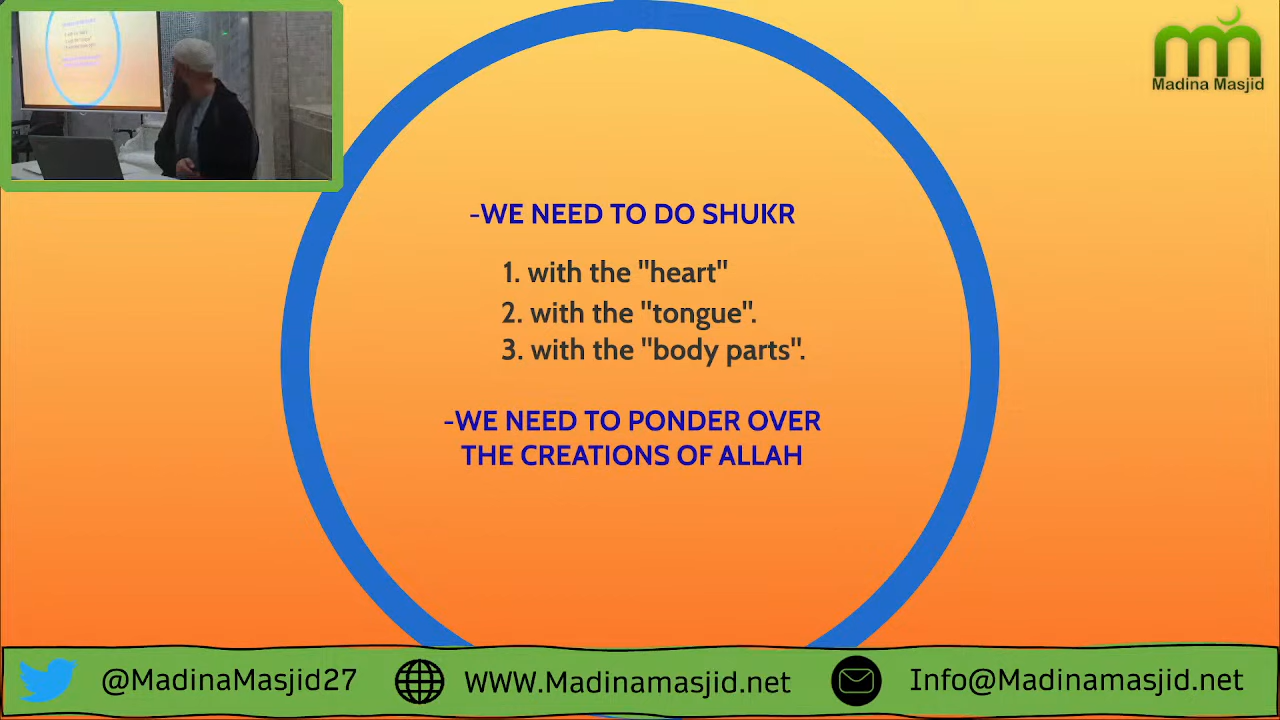 Madina Masjid
-WE NEED TO DO SHUKR
1. with the "heart"
2. with the "tongue".
3. with the "body parts".
-WE NEED TO PONDER OVER
THE CREATIONS OF ALLAH
@MadinaMasjid27
WWW.Madinamasjid.net
Info@Madinamasjid.net